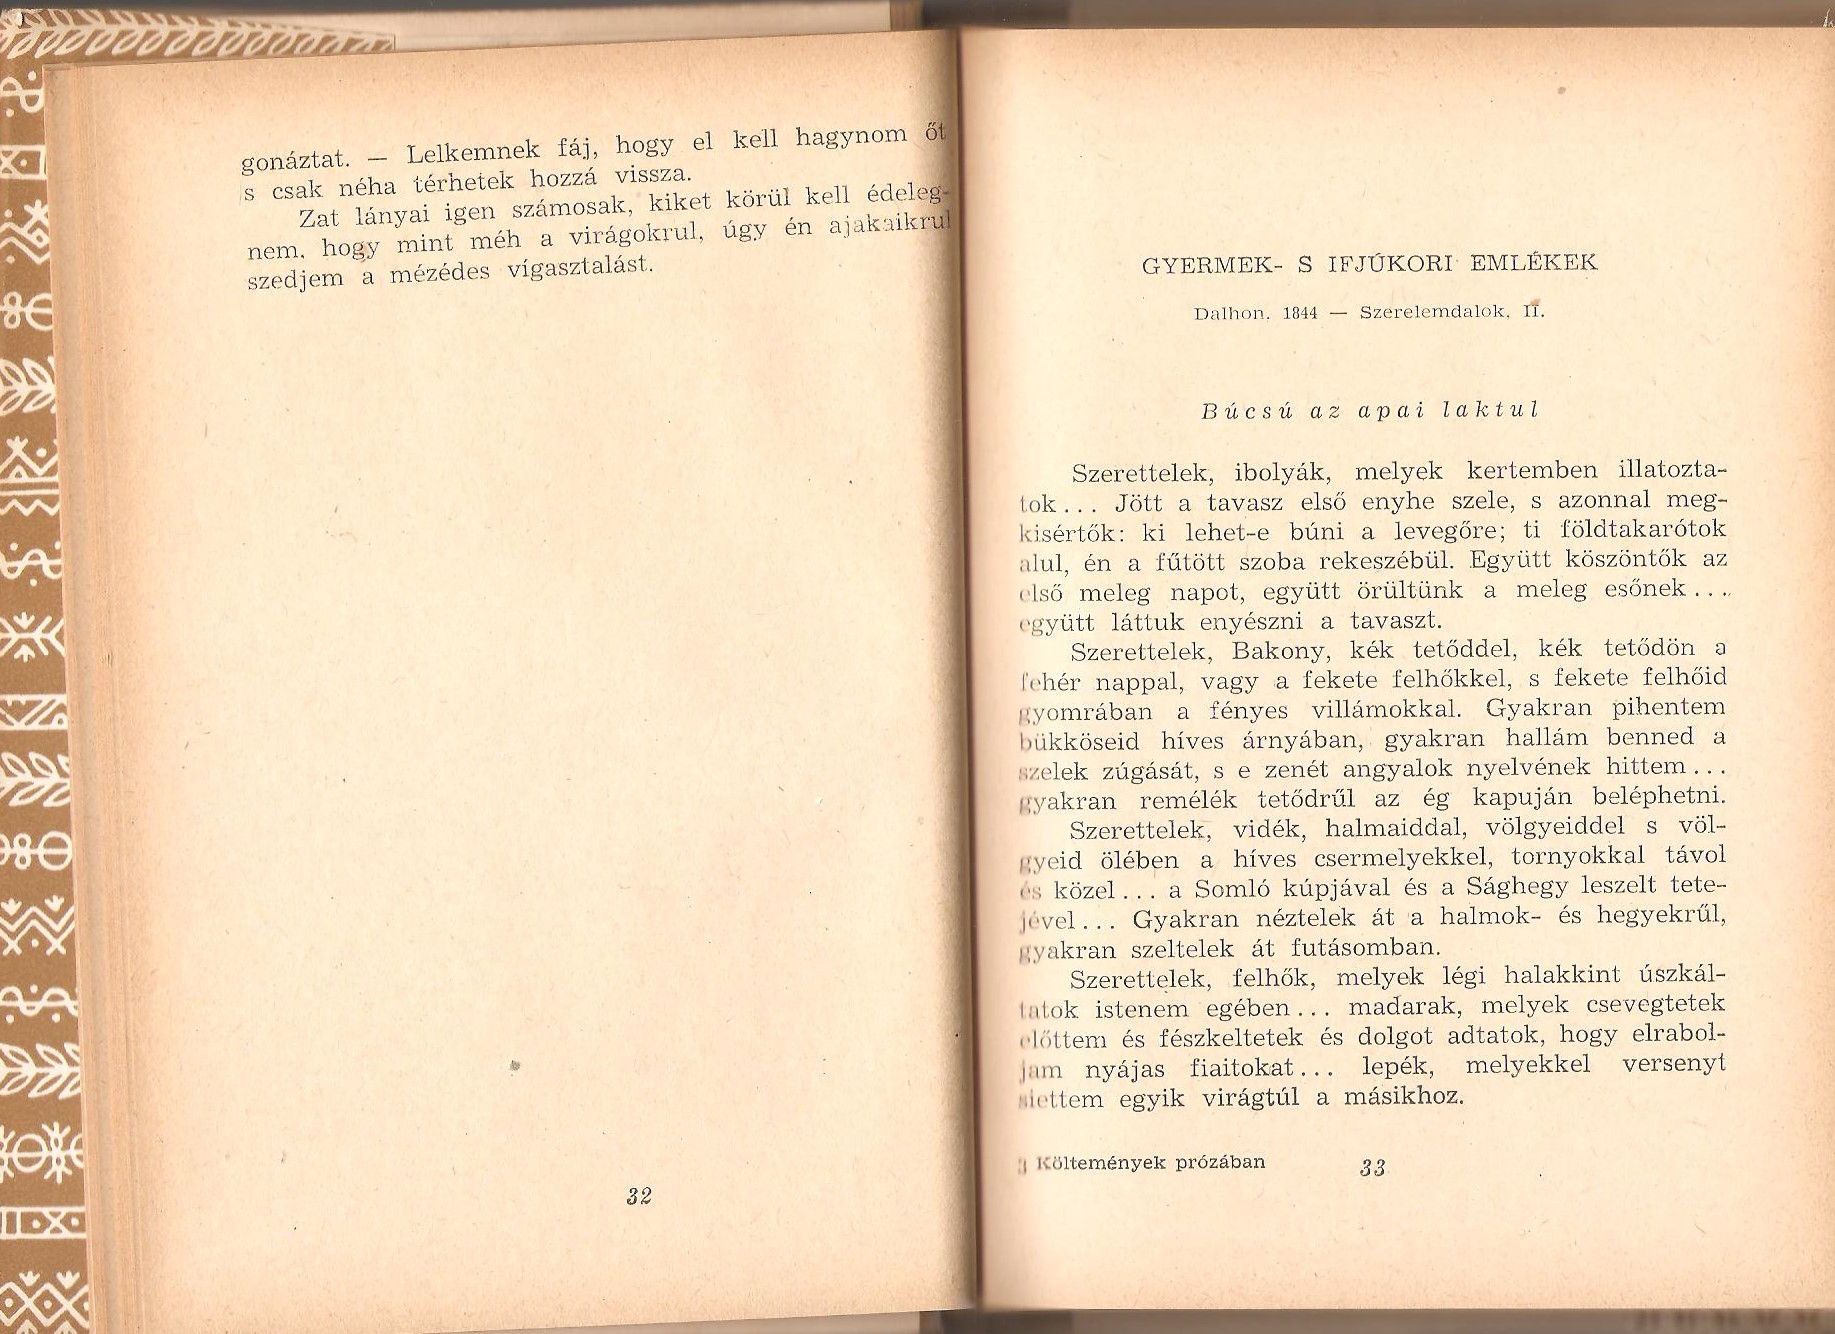 gonáztat. — Lelkemnek fáj, hogy el kell hagynom őt
s csak néha térhetek hozzá vissza.
Zat lányai igen számosak, kiket körül kell édeleg-
nem, hogy mint méh a virágokrul, úgy én ajakaikrul
szedjem a mézédes vígasztalást.
32
GYERMEK- S IFJÚKORI EMLÉKEK
Dalhon. 1844 — Szerelemdalok. II.
Búcsú az apai laktul
Szerettelek, ibolyák, melyek kertemben illatozta-
tok... Jött a tavasz első enyhe szele, s azonnal meg-
kisértők: ki lehet-e búni a levegőre; ti földtakarótok
alul, én a fűtött szoba rekeszébül. Együtt köszöntők az
első meleg napot, együtt örültünk a meleg esőnek...
együtt láttuk enyészni a tavaszt.
Szerettelek, Bakony, kék tetőddel, kék tetődön a
fehér nappal, vagy a fekete felhőkkel, s fekete felhőid
gyomrában a fényes villámokkal. Gyakran pihentem
bükköseid híves árnyában, gyakran hallám benned a
szelek zúgását, s e zenét angyalok nyelvének hittem...
gyakran remélék tetődrűl az ég kapuján beléphetni.
Szerettelek, vidék, halmaiddal, völgyeiddel s völ-
gyeid ölében a híves csermelyekkel, tornyokkal távol
és közel... a Somló kúpjával és a Sághegy leszelt tete-
jével... Gyakran néztelek át a halmok- és hegyekrűl,
gyakran szeltelek át futásomban.
Szerettelek, felhők, melyek légi halakkint úszkál-
tatok istenem egében... madarak, melyek csevegtetek
előttem és fészkeltetek és dolgot adtatok, hogy elrabol-
jam nyájas fiaitokat... lepék, melyekkel versenyt
siettem egyik virágtúl a másikhoz.
3 Költemények prózában
33